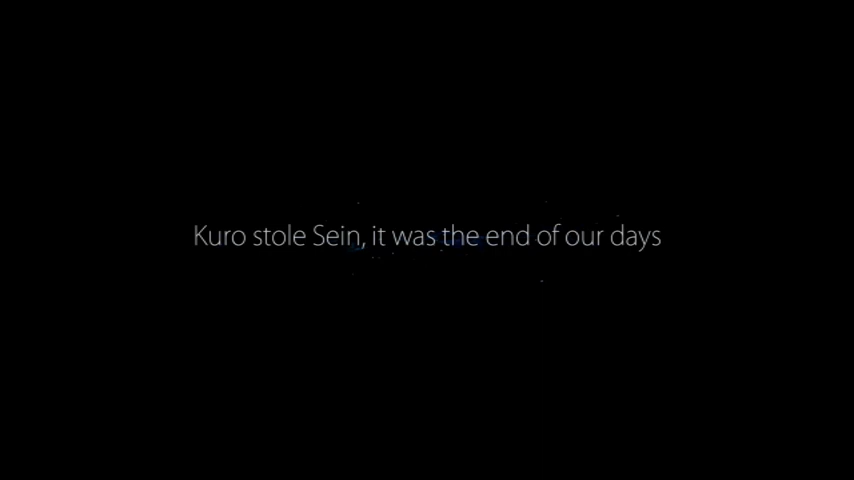 Kuro stole Sein, it was the end of our days